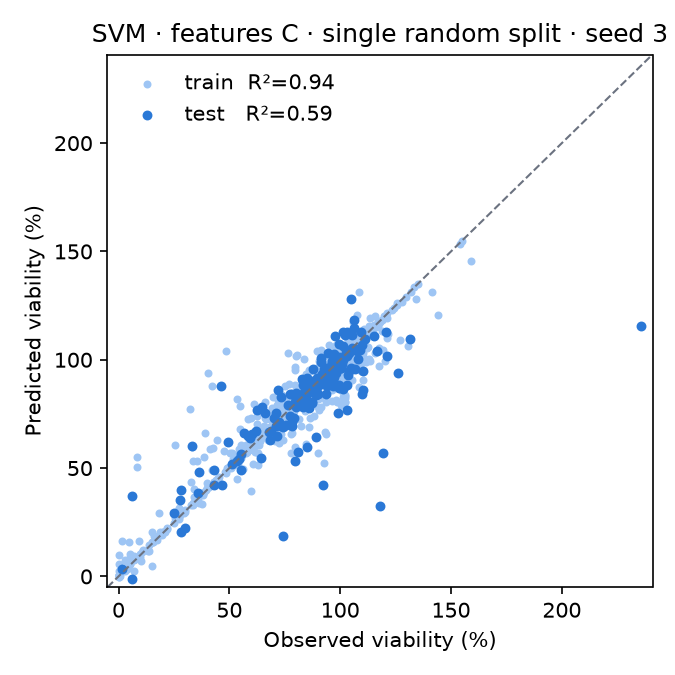 SVM · features C · single random split · seed 3
train R²=0.94
test R²=0.59
200
150
100
50
0
Predicted viability (%)
0 50 100 150 200
Observed viability (%)